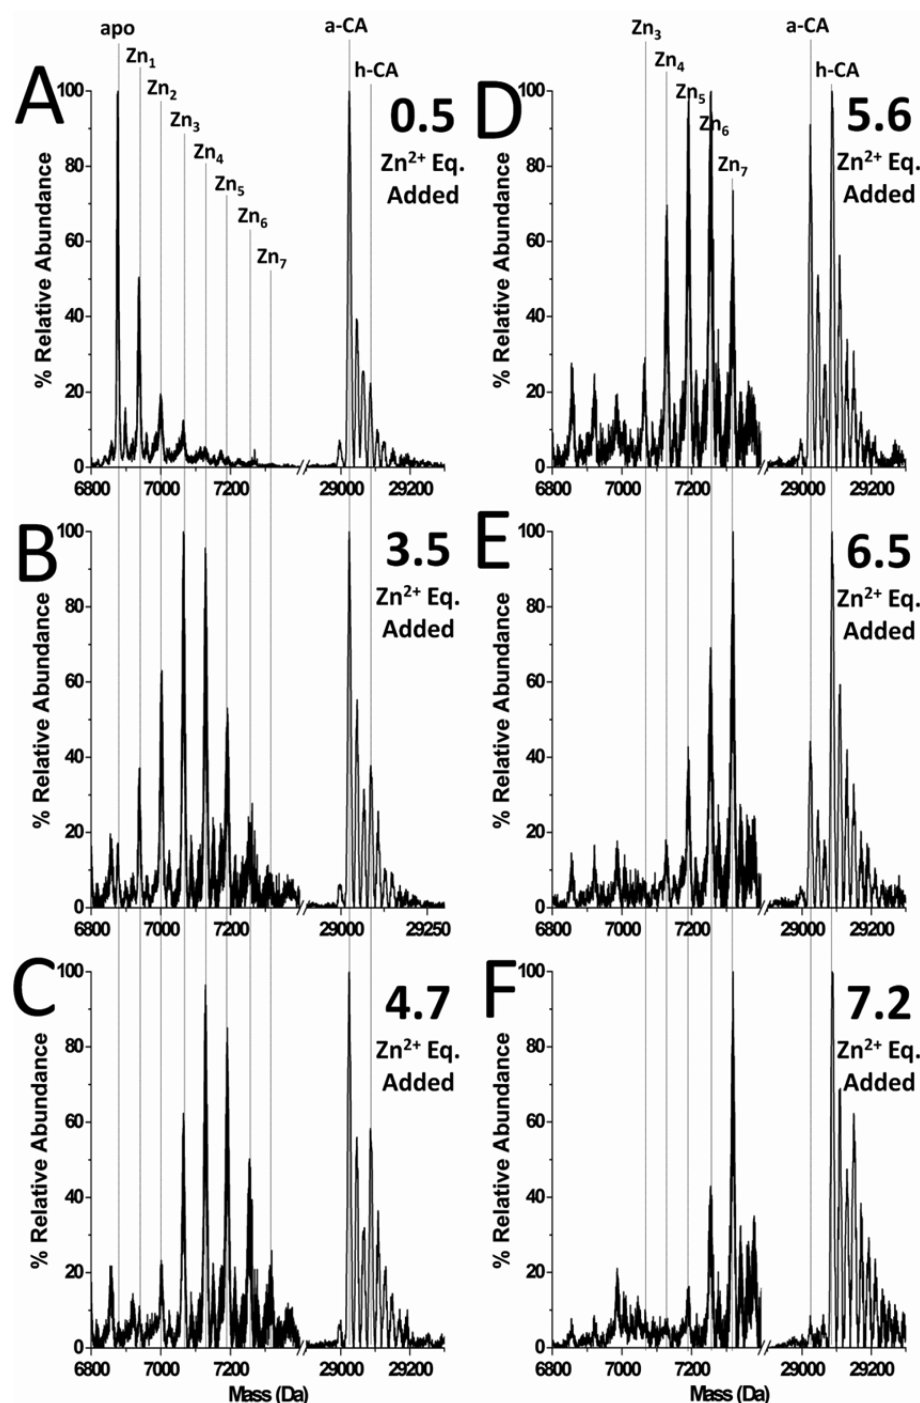 A
apo
Zn1
Zn2
Zn3
Zn4
Zn5
Zn6
Zn7
a-CA
h-CA
0.5
Zn2+ Eq.
Added
% Relative Abundance
100
80
60
40
20
0
6800 7000 7200 29000 29200
D
Zn3
Zn4
Zn5
Zn6
Zn7
a-CA
h-CA
5.6
Zn2+ Eq.
Added
% Relative Abundance
100
80
60
40
20
0
6800 7000 7200 29000 29200
B
3.5
Zn2+ Eq.
Added
% Relative Abundance
100
80
60
40
20
0
6800 7000 7200 29000 29250
E
6.5
Zn2+ Eq.
Added
% Relative Abundance
100
80
60
40
20
0
6800 7000 7200 29000 29200
C
4.7
Zn2+ Eq.
Added
% Relative Abundance
100
80
60
40
20
0
6800 7000 7200 29000 29200
Mass (Da)
F
7.2
Zn2+ Eq.
Added
% Relative Abundance
100
80
60
40
20
0
6800 7000 7200 29000 29200
Mass (Da)